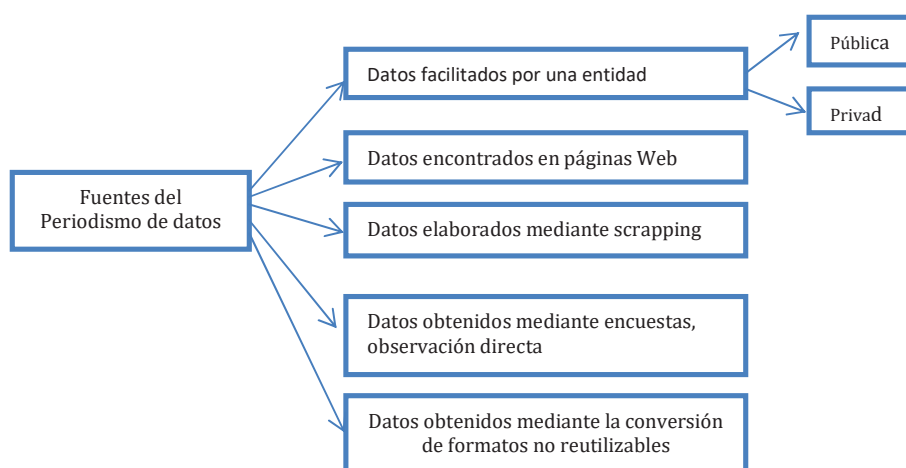 Datos facilitados por una entidad
Pública
Privad
Datos encontrados en páginas Web
Fuentes del
Periodismo de datos
Datos elaborados mediante scrapping
Datos obtenidos mediante encuestas,
observación directa
Datos obtenidos mediante la conversión
de formatos no reutilizables